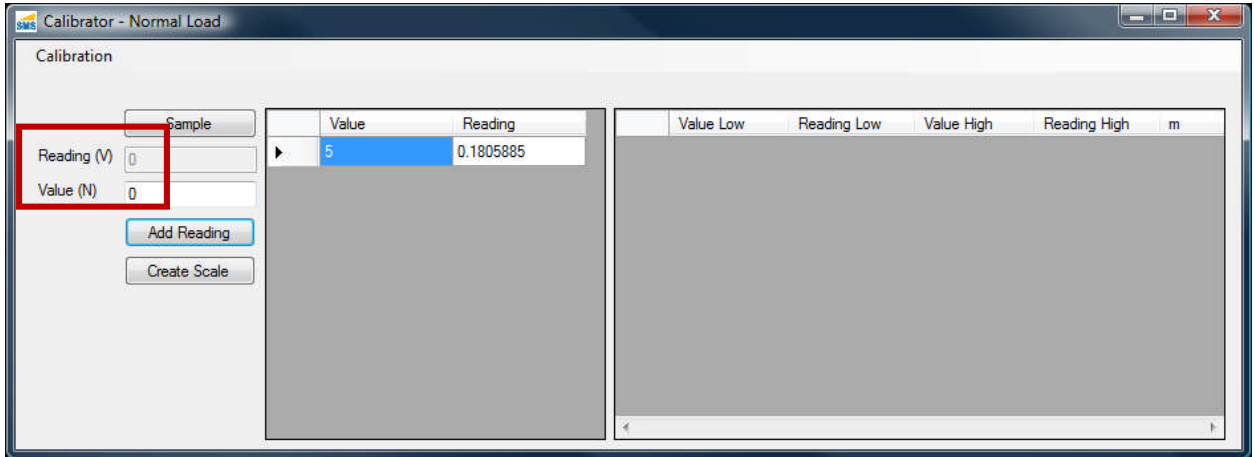 SMS Calibrator - Normal Load
Calibration
Sample
Reading (V) 0
Value (N) 0
Add Reading
Create Scale
Value Reading
5 0.1805885
Value Low Reading Low Value High Reading High m